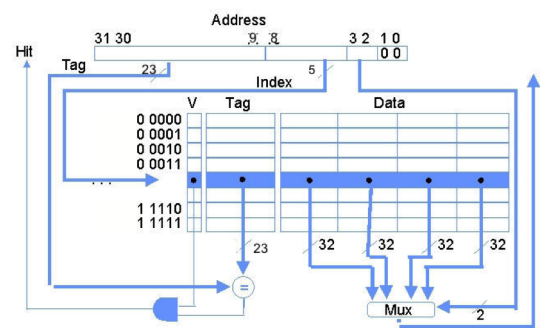 Address
31 30 9 8 3 2 1 0
Hit 0 0
Tag 23 5
Index
V Tag Data
0 0000
0 0001
0 0010
0 0011
. . .
1 1110
1 1111
23 32 32 32 32
=
Mux 2